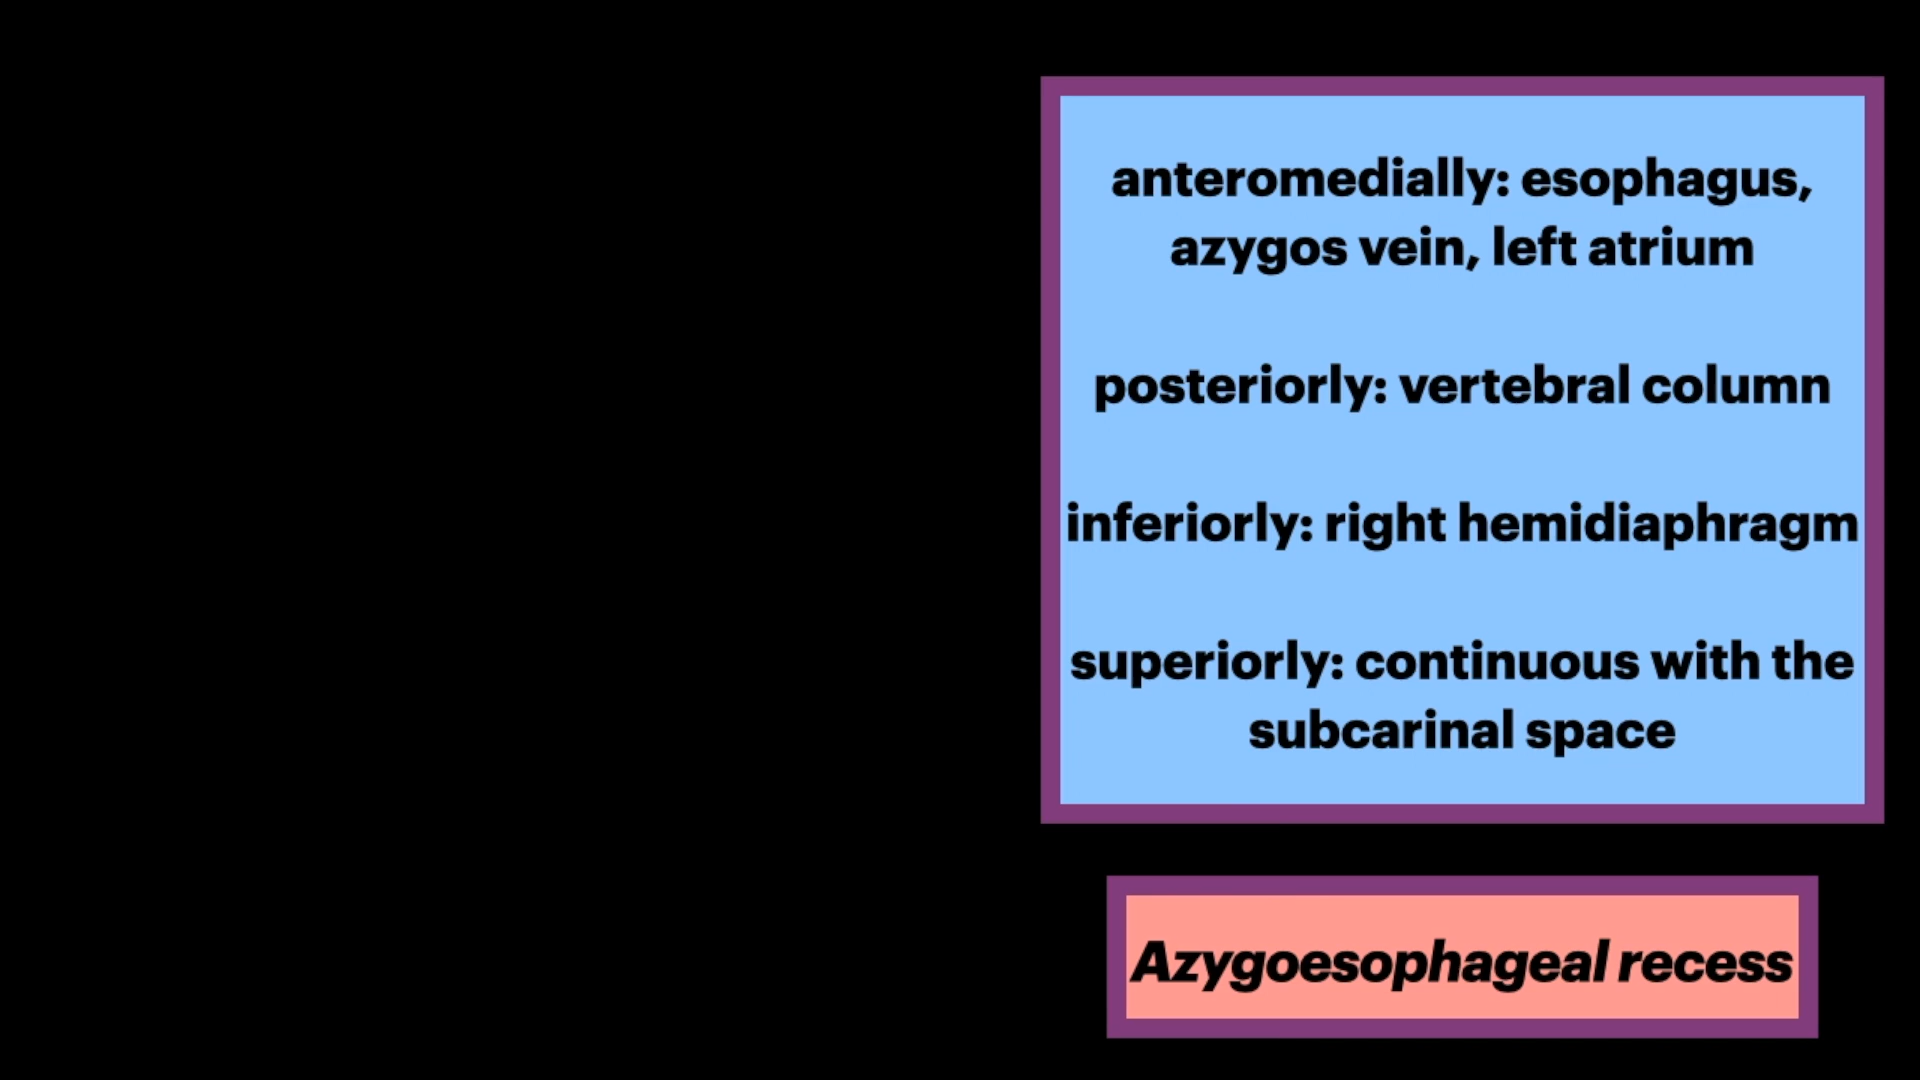 anteromedially: esophagus,
azygos vein, left atrium
posteriorly: vertebral column
inferiorly: right hemidiaphragm
superiorly: continuous with the
subcarinal space
Azygoesophageal recess